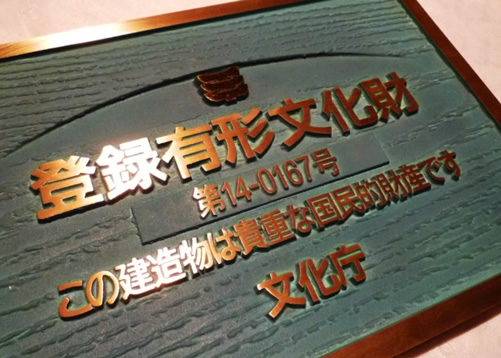 登録有形文化財
第14-0167号
この建造物は貴重な国民的財産です
文化庁